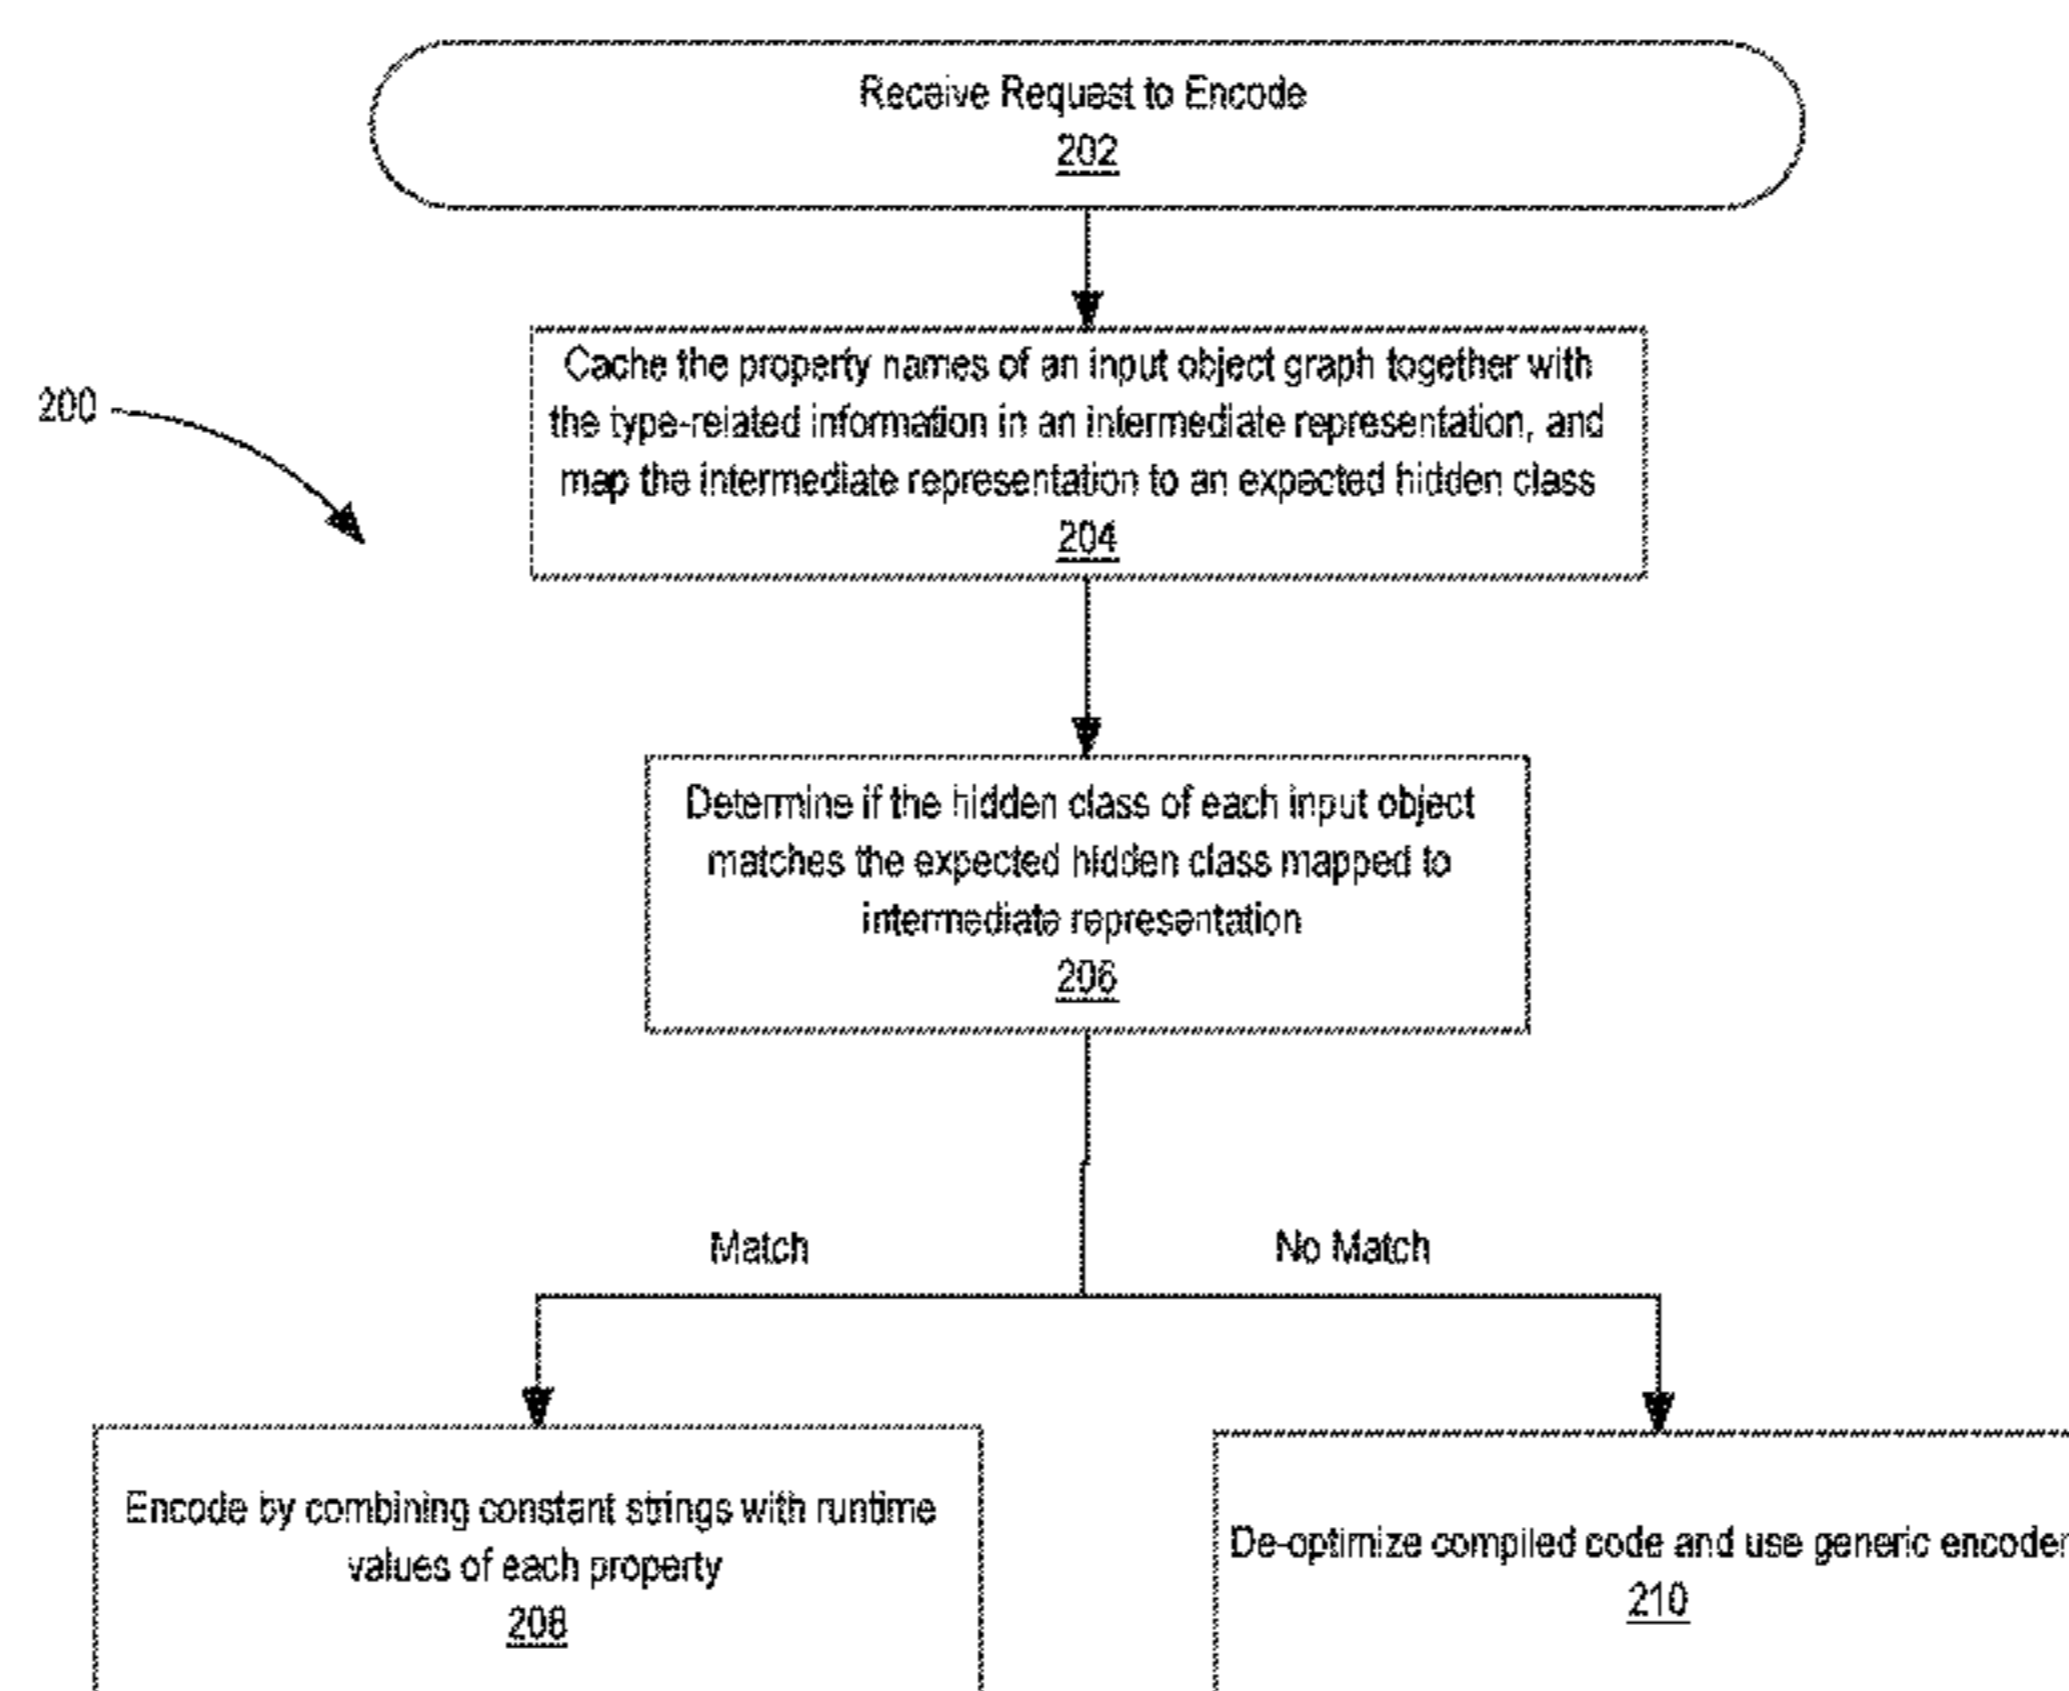 Receive Request to Encode
202
200
Cache the property names of an input object graph together with
the type-related information in an intermediate representation, and
map the intermediate representation to an expected hidden class
204
Determine if the hidden class of each input object
matches the expected hidden class mapped to
intermediate representation
206
Match
No Match
Encode by combining constant strings with runtime
values of each property
208
De-optimize compiled code and use generic encoder
210